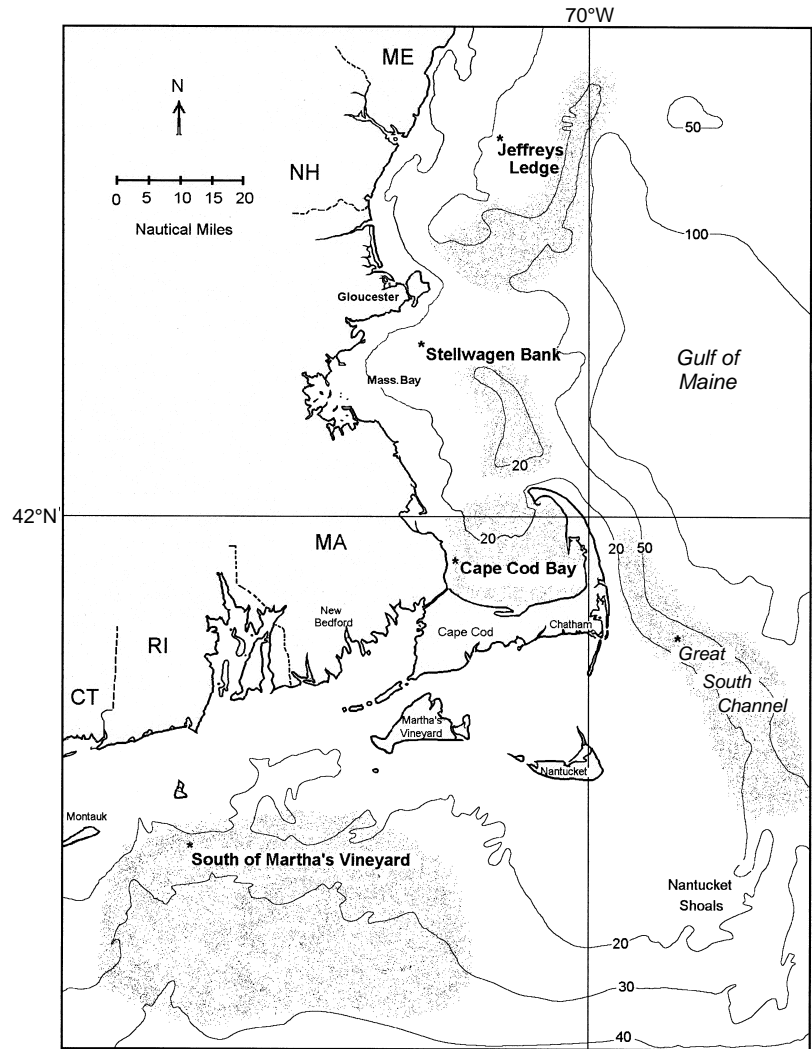 70°W
ME
N
50
*
Jeffreys
Ledge
NH
0 5 10 15 20
Nautical Miles
100
Gloucester
*
Stellwagen Bank
Gulf of
Maine
Mass.Bay
20
42°N
MA
20
20 50
*
Cape Cod Bay
New
Bedford
Cape Cod
Chatham
RI
*
Great
South
Channel
CT
Martha's
Vineyard
Nantucket
Montauk
*
South of Martha's Vineyard
Nantucket
Shoals
20
30
40